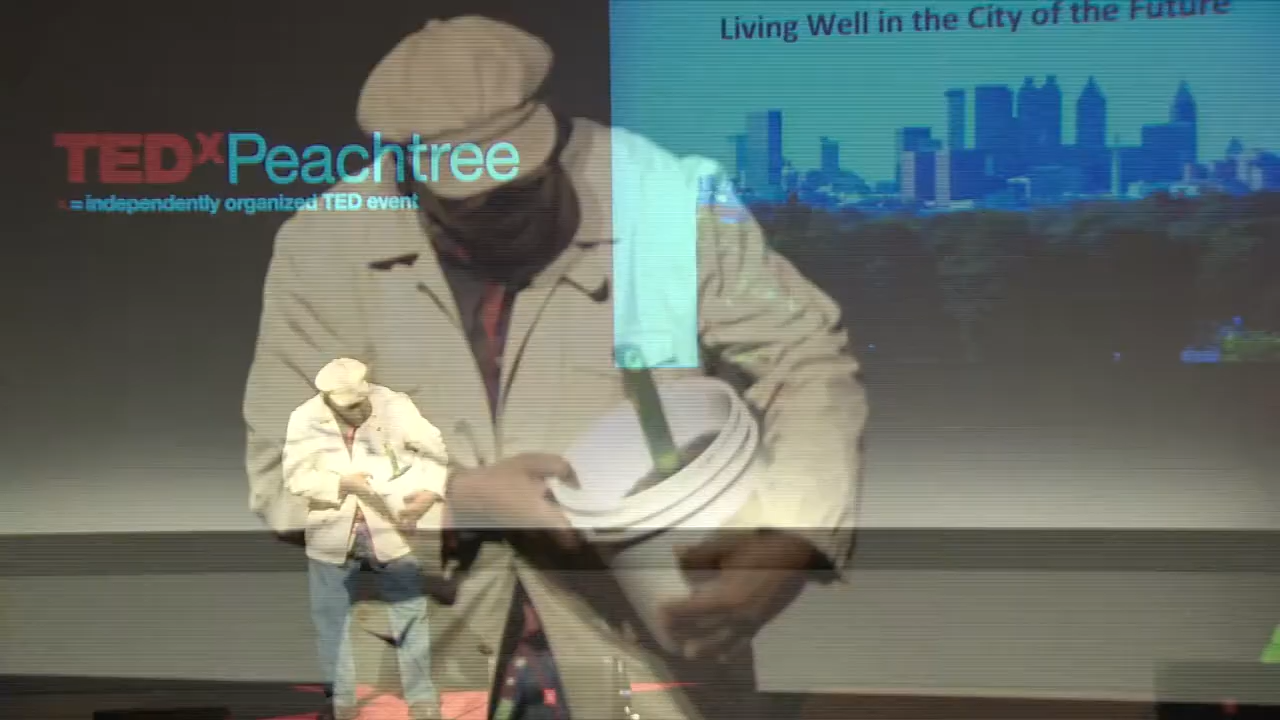 Living Well in the City of the Future
TEDxPeachtree
x = independently organized TED event